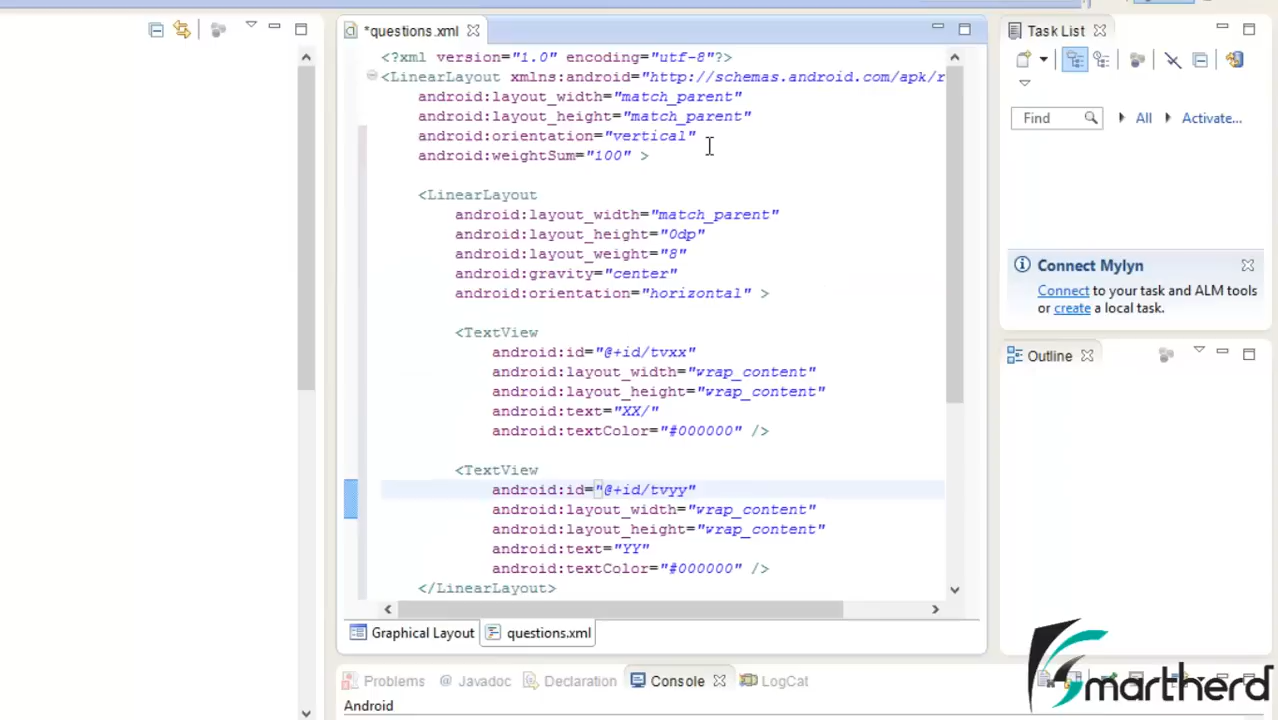 *questions.xml
Task List
<?xml version="1.0" encoding="utf-8"?>
<LinearLayout xmlns:android="http://schemas.android.com/apk/r
android:layout_width="match_parent"
android:layout_height="match_parent"
android:orientation="vertical"
android:weightSum="100" >
<LinearLayout
android:layout_width="match_parent"
android:layout_height="0dp"
android:layout_weight="8"
android:gravity="center"
android:orientation="horizontal" >
<TextView
android:id="@+id/tvxx"
android:layout_width="wrap_content"
android:layout_height="wrap_content"
android:text="XX/"
android:textColor="#000000" />
<TextView
android:id="@+id/tvyy"
android:layout_width="wrap_content"
android:layout_height="wrap_content"
android:text="YY"
android:textColor="#000000" />
</LinearLayout>
Graphical Layout
questions.xml
Find
All
Activate...
Connect Mylyn
Connect to your task and ALM tools
or create a local task.
Outline
Problems
@ Javadoc
Declaration
Console
LogCat
Android
Smartherd